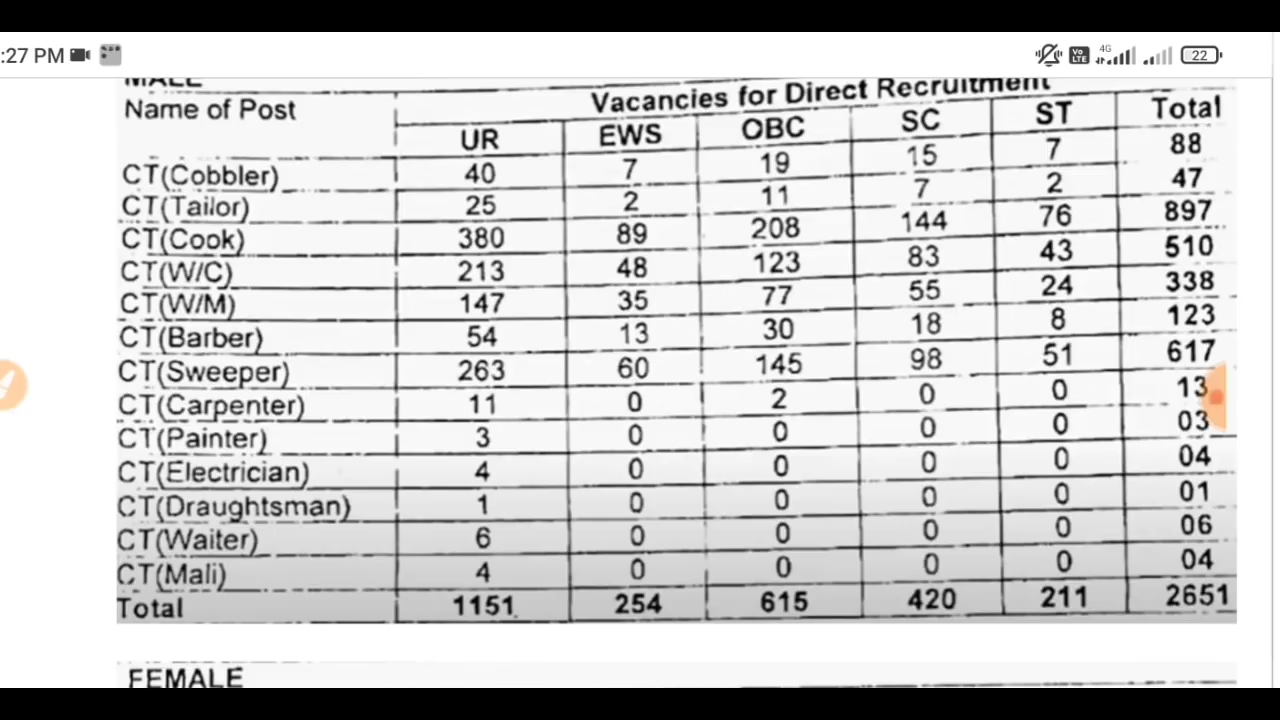 :27 PM
Vo LTE 4G 22
MALE
Name of Post Vacancies for Direct Recruitment
UR EWS OBC SC ST Total
CT(Cobbler) 40 7 19 15 7 88
CT(Tailor) 25 2 11 7 2 47
CT(Cook) 380 89 208 144 76 897
CT(W/C) 213 48 123 83 43 510
CT(W/M) 147 35 77 55 24 338
CT(Barber) 54 13 30 18 8 123
CT(Sweeper) 263 60 145 98 51 617
CT(Carpenter) 11 0 2 0 0 13
CT(Painter) 3 0 0 0 0 03
CT(Electrician) 4 0 0 0 0 04
CT(Draughtsman) 1 0 0 0 0 01
CT(Waiter) 6 0 0 0 0 06
CT(Mali) 4 0 0 0 0 04
Total 1151 254 615 420 211 2651
FEMALE